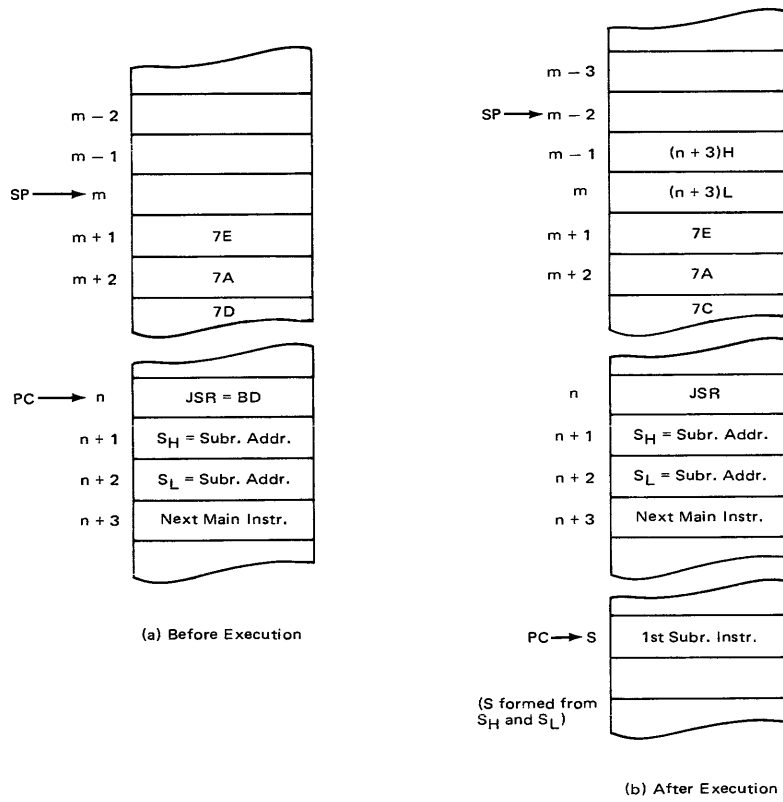 m – 2
m – 1
SP m
m + 1 7E
m + 2 7A
7D
PC n JSR = BD
n + 1 SH = Subr. Addr.
n + 2 SL = Subr. Addr.
n + 3 Next Main Instr.
(a) Before Execution
m – 3
SP m – 2
m – 1 (n + 3)H
m (n + 3)L
m + 1 7E
m + 2 7A
7C
n JSR
n + 1 SH = Subr. Addr.
n + 2 SL = Subr. Addr.
n + 3 Next Main Instr.
PC S 1st Subr. Instr.
(S formed from
SH and SL)
(b) After Execution